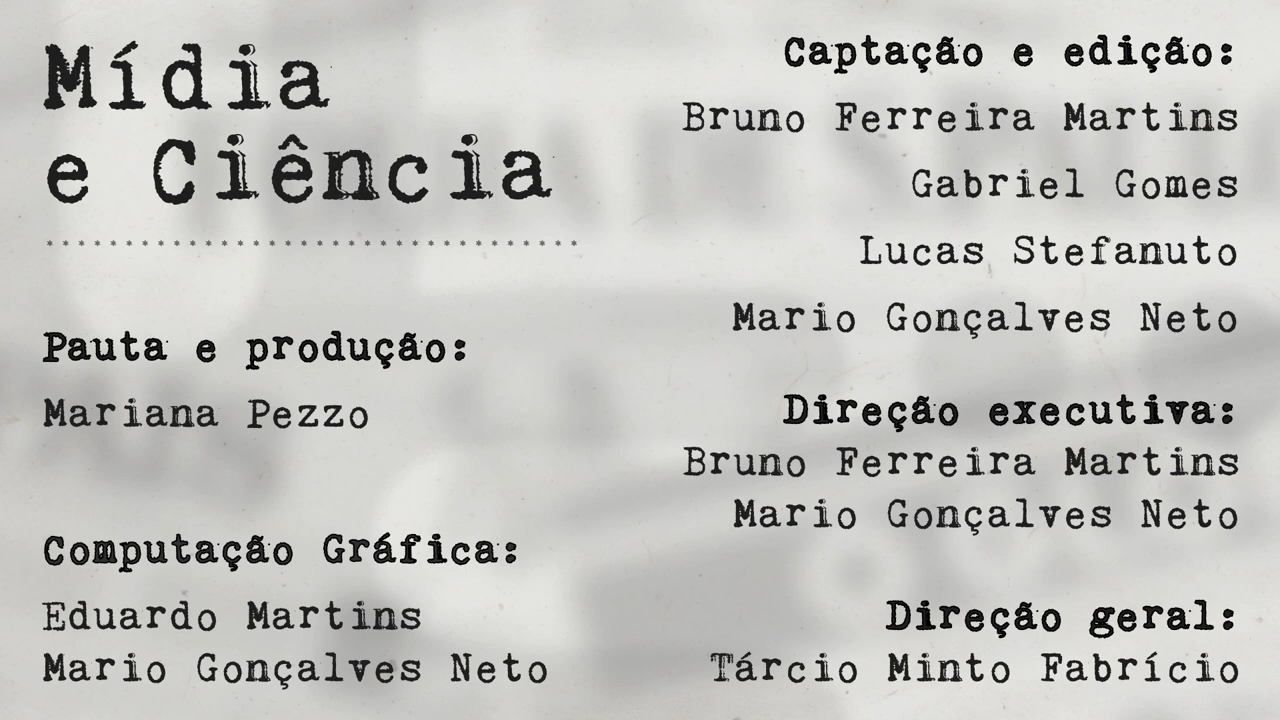 Mídia
e Ciência
Pauta e produção:
Mariana Pezzo
Computação Gráfica:
Eduardo Martins
Mario Gonçalves Neto
Captação e edição:
Bruno Ferreira Martins
Gabriel Gomes
Lucas Stefanuto
Mario Gonçalves Neto
Direção executiva:
Bruno Ferreira Martins
Mario Gonçalves Neto
Direção geral:
Tárcio Minto Fabrício